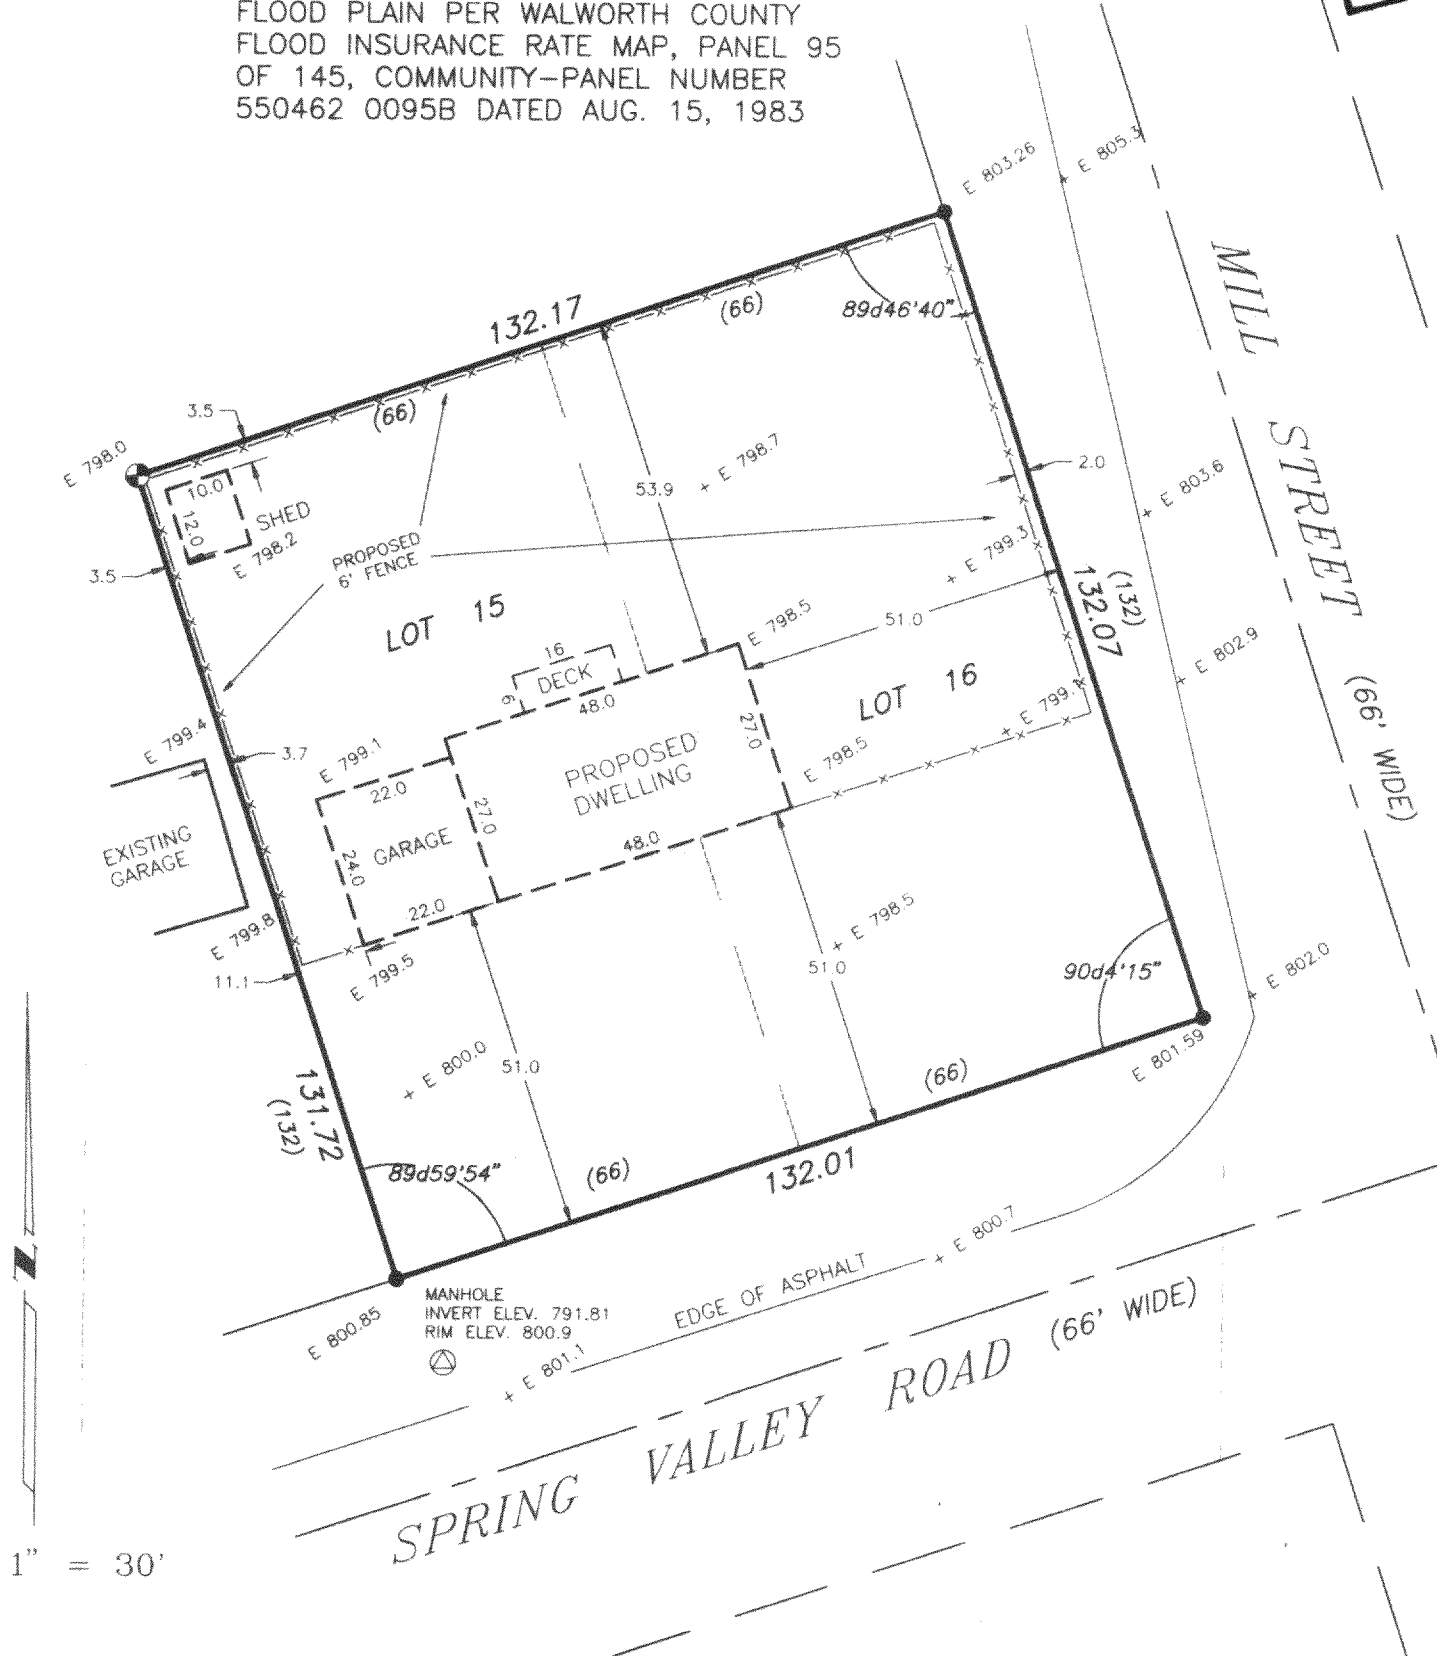 FLOOD PLAIN PER WALWORTH COUNTY
FLOOD INSURANCE RATE MAP, PANEL 95
OF 145, COMMUNITY-PANEL NUMBER
550462 0095B DATED AUG. 15, 1983
E 803.26
E 805.3
MILL STREET (66' WIDE)
132.17
(66)
89d46'40"
(66)
3.5
E 798.0
10.0
12.0
SHED
E 798.2
3.5
PROPOSED
6' FENCE
53.9
E 798.7
2.0
E 803.6
E 799.3
(132)
132.07
LOT 15
E 798.5
51.0
E 802.9
16
DECK
6
48.0
LOT 16
E 799.1
E 799.4
3.7
E 799.1
22.0
PROPOSED
DWELLING
27.0
E 798.5
27.0
48.0
EXISTING
GARAGE
24.0
GARAGE
22.0
E 799.8
E 799.5
11.1
E 798.5
51.0
90d4'15"
E 802.0
E 800.0
51.0
E 801.59
(66)
131.72
(132)
89d59'54"
(66)
132.01
E 800.7
EDGE OF ASPHALT
MANHOLE
INVERT ELEV. 791.81
RIM ELEV. 800.9
E 800.85
E 801.1
SPRING VALLEY ROAD (66' WIDE)
N
1" = 30'